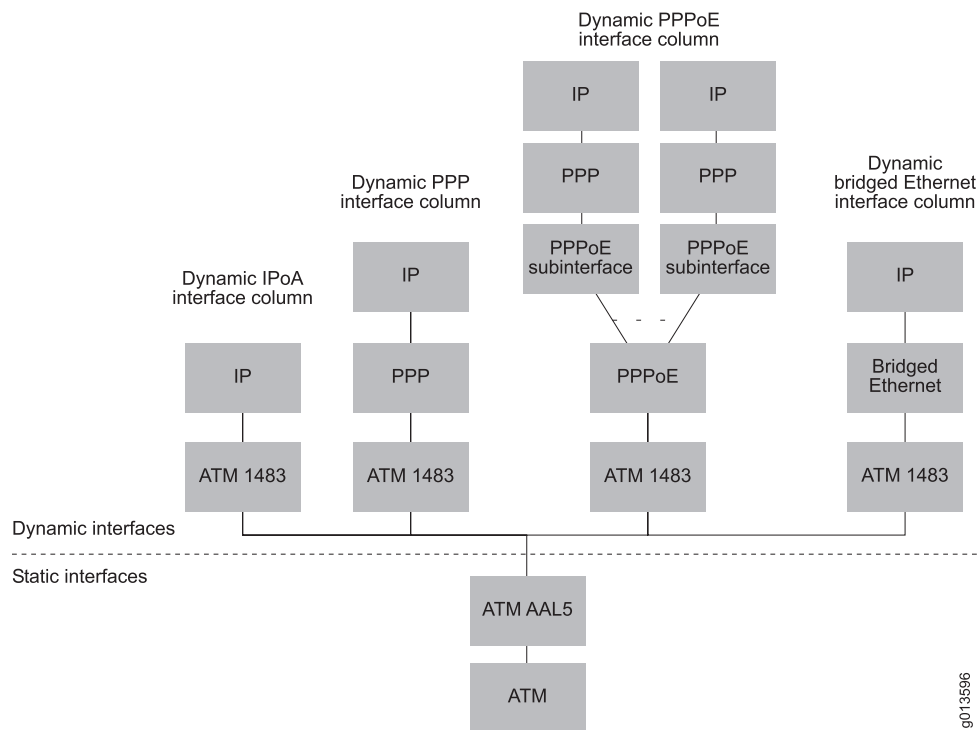 Dynamic PPPoE
interface column
IP
IP
PPP
PPP
PPPoE
subinterface
PPPoE
subinterface
Dynamic PPP
interface column
Dynamic
bridged Ethernet
interface column
Dynamic IPoA
interface column
IP
IP
IP
PPP
PPPoE
Bridged
Ethernet
ATM 1483
ATM 1483
ATM 1483
ATM 1483
Dynamic interfaces
Static interfaces
ATM AAL5
ATM
g013596